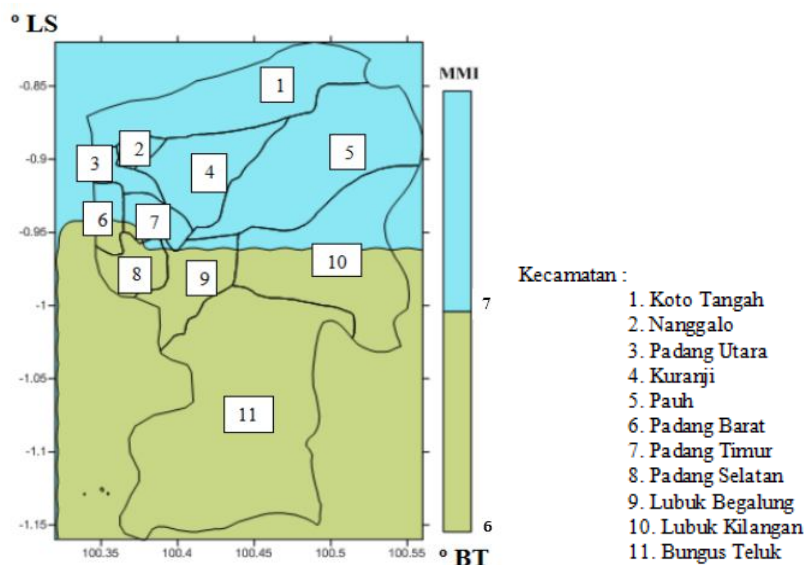 ° LS
MMI
-0.85
-0.9
-0.95
-1
-1.05
-1.1
-1.15
1
2
3
4
5
6
7
8
9
10
11
100.35 100.4 100.45 100.5 100.55
° BT
7
6
Kecamatan :
1. Koto Tangah
2. Nanggalo
3. Padang Utara
4. Kuranji
5. Pauh
6. Padang Barat
7. Padang Timur
8. Padang Selatan
9. Lubuk Begalung
10. Lubuk Kilangan
11. Bungus Teluk